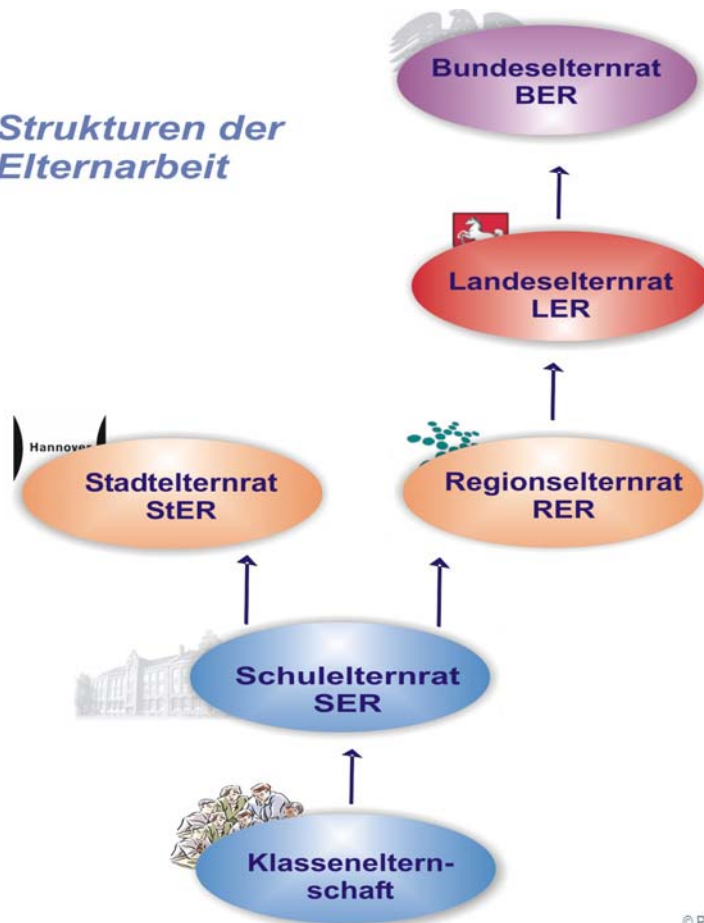 Bundeselternrat
BER
Strukturen der
Elternarbeit
Landeselternrat
LER
Hannover
Stadtelternrat
StER
Regionselternrat
RER
Schulelternrat
SER
Klasseneltern-
schaft
©